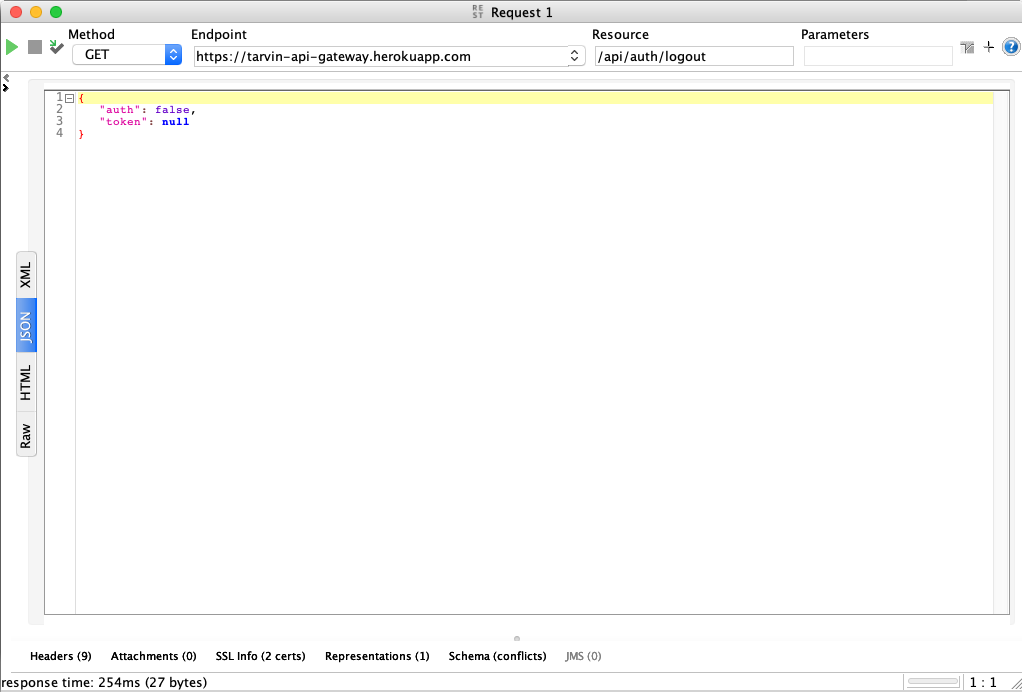 RE
ST Request 1
Method Endpoint Resource Parameters
GET https://tarvin-api-gateway.herokuapp.com /api/auth/logout
?
1 {
2 "auth": false,
3 "token": null
4 }
XML
JSON
HTML
Raw
Headers (9) Attachments (0) SSL Info (2 certs) Representations (1) Schema (conflicts) JMS (0)
response time: 254ms (27 bytes) 1 : 1